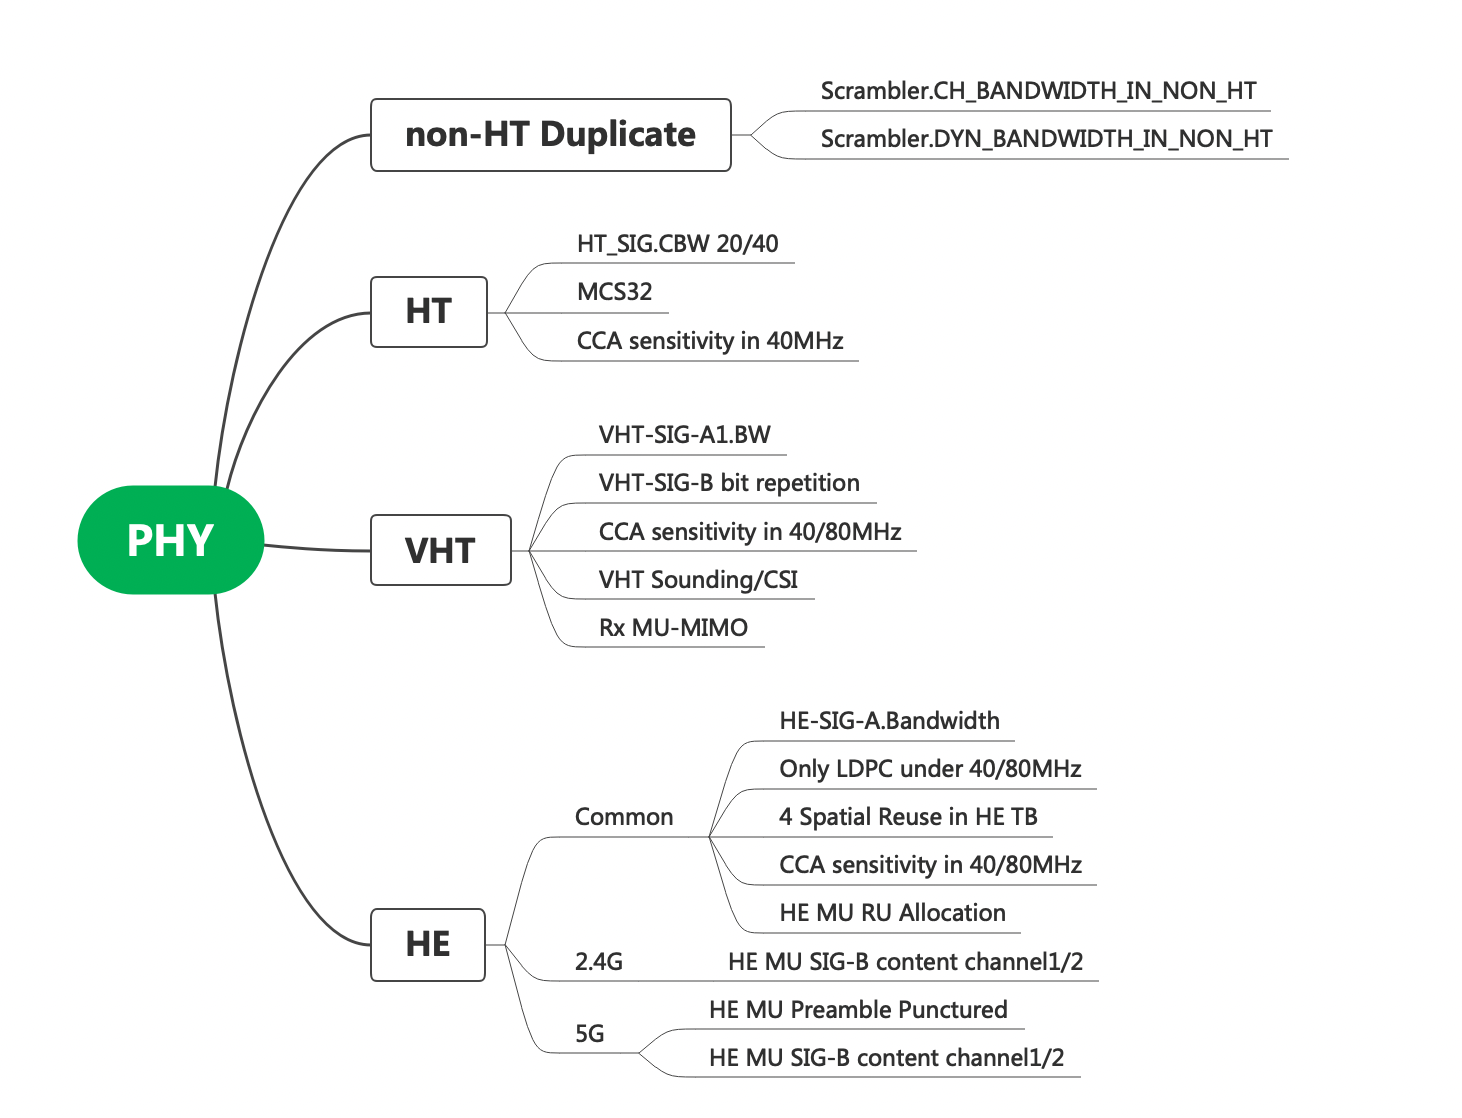 PHY
non-HT Duplicate
Scrambler.CH_BANDWIDTH_IN_NON_HT
Scrambler.DYN_BANDWIDTH_IN_NON_HT
HT
HT_SIG.CBW 20/40
MCS32
CCA sensitivity in 40MHz
VHT
VHT-SIG-A1.BW
VHT-SIG-B bit repetition
CCA sensitivity in 40/80MHz
VHT Sounding/CSI
Rx MU-MIMO
HE
Common
HE-SIG-A.Bandwidth
Only LDPC under 40/80MHz
4 Spatial Reuse in HE TB
CCA sensitivity in 40/80MHz
HE MU RU Allocation
2.4G
HE MU SIG-B content channel1/2
5G
HE MU Preamble Punctured
HE MU SIG-B content channel1/2